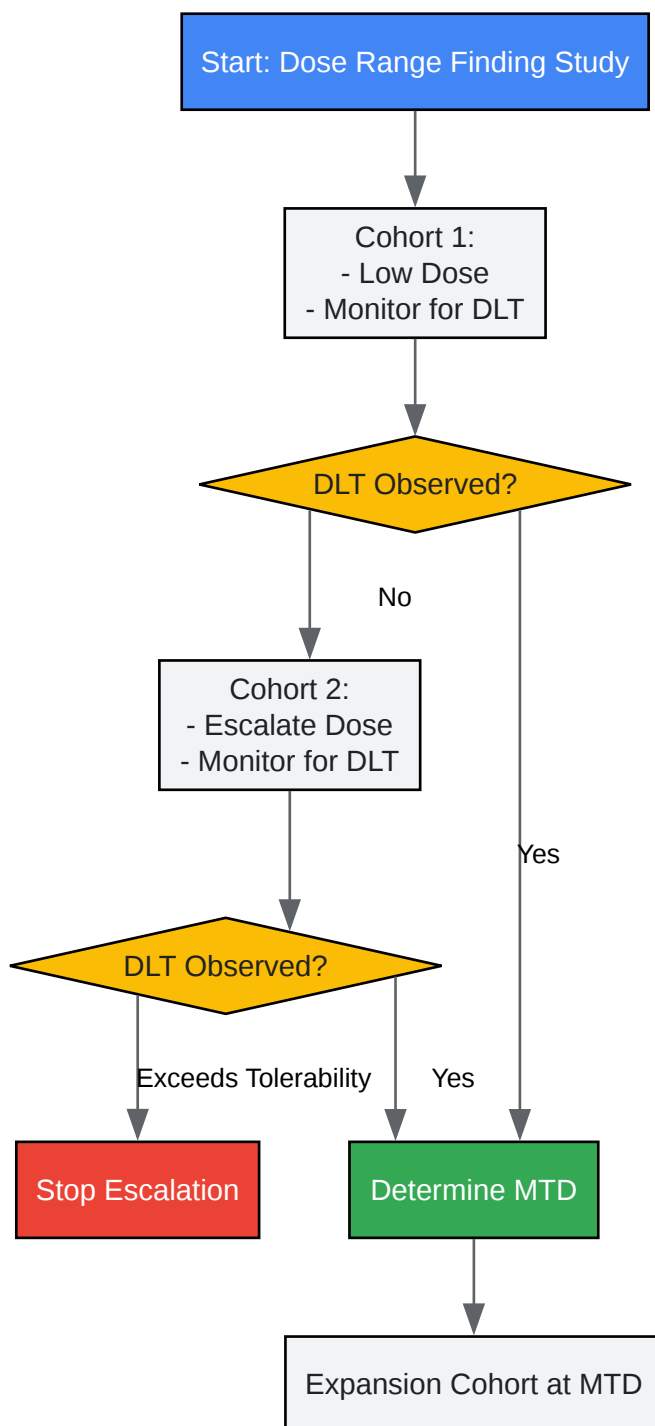 Start: Dose Range Finding Study
Cohort 1:
- Low Dose
- Monitor for DLT
DLT Observed?
No
Cohort 2:
- Escalate Dose
- Monitor for DLT
Yes
DLT Observed?
Exceeds Tolerability
Yes
Stop Escalation
Determine MTD
Expansion Cohort at MTD